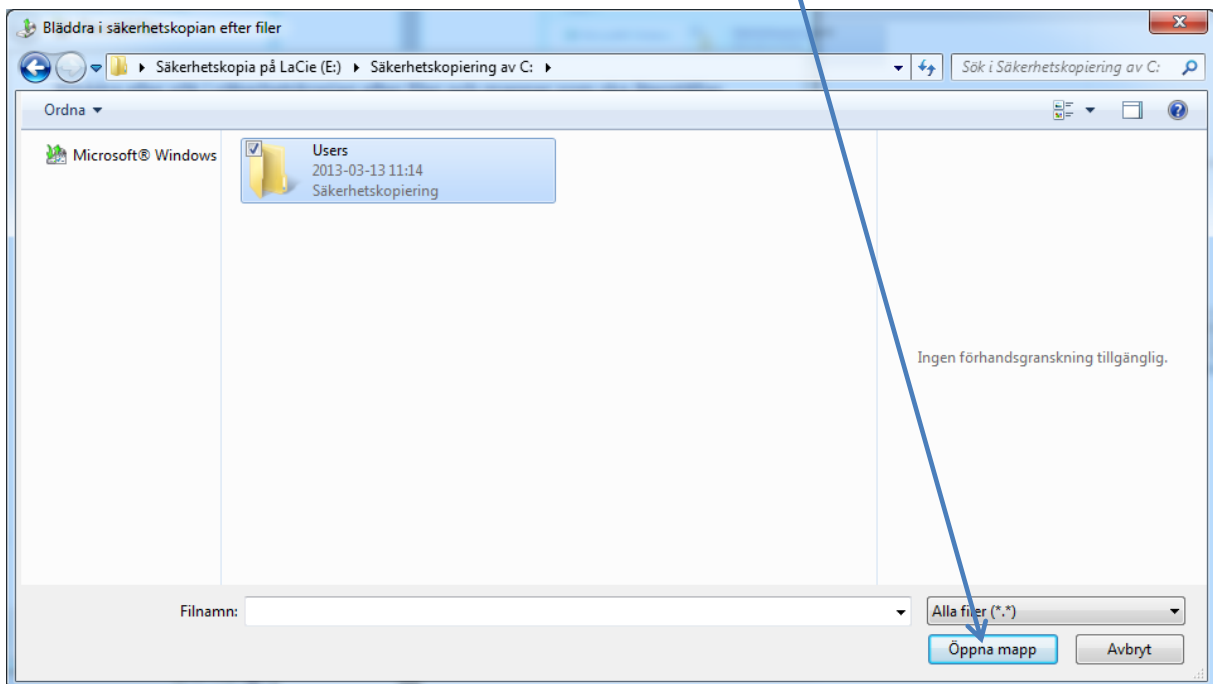 Bläddra i säkerhetskopian efter filer
Säkerhetskopia på LaCie (E:) Säkerhetskopiering av C:
Sök i Säkerhetskopiering av C:
Ordna
Microsoft® Windows
Users
2013-03-13 11:14
Säkerhetskopiering
Ingen förhandsgranskning tillgänglig.
Filnamn:
Alla filer (*.*)
Öppna mapp
Avbryt